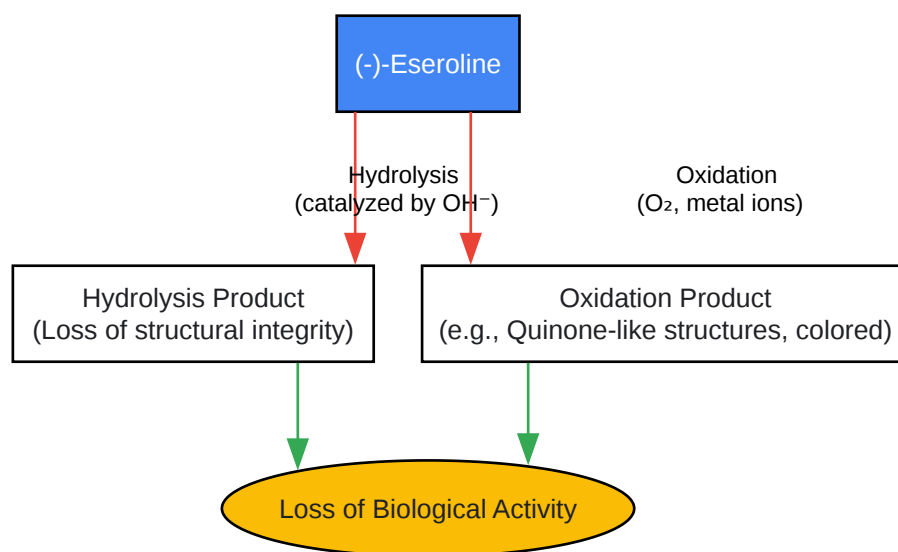 (-)-Eseroline
Hydrolysis
(catalyzed by OH⁻)
Oxidation
(O₂, metal ions)
Hydrolysis Product
(Loss of structural integrity)
Oxidation Product
(e.g., Quinone-like structures, colored)
Loss of Biological Activity